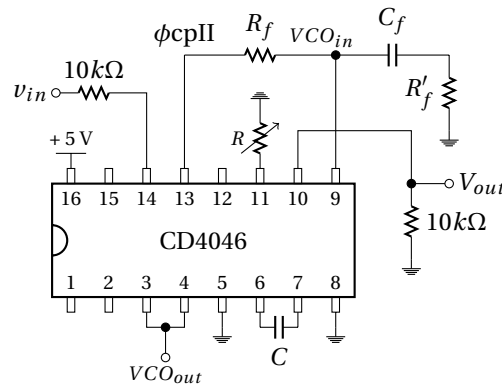 ϕcpII
R_f
VCO_in
C_f
10kΩ
v_in
R'_f
R
+5V
16 15 14 13 12 11 10 9
V_out
10kΩ
CD4046
1 2 3 4 5 6 7 8
C
VCO_out